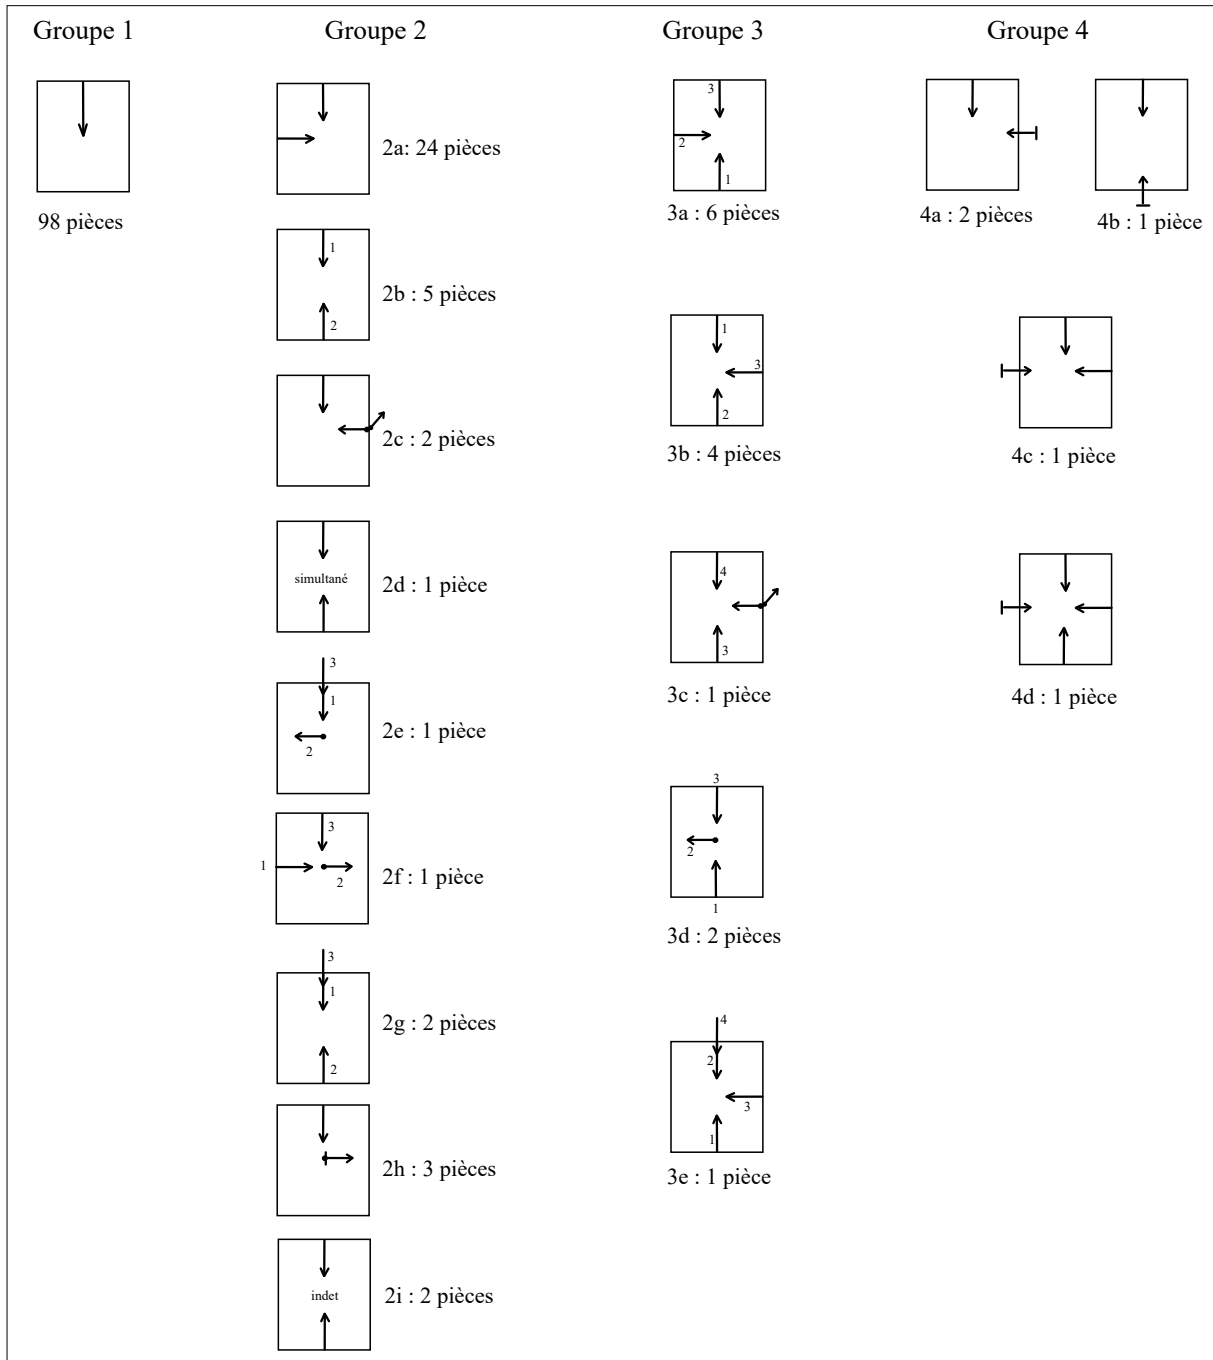 Groupe 1
98 pièces
Groupe 2
2a: 24 pièces
1
2
2b : 5 pièces
2c : 2 pièces
simultané
2d : 1 pièce
3
1
2
2e : 1 pièce
3
1
2
2f : 1 pièce
3
1
2
2g : 2 pièces
2h : 3 pièces
indet
2i : 2 pièces
Groupe 3
3
2
1
3a : 6 pièces
1
3
2
3b : 4 pièces
4
3
3c : 1 pièce
3
2
1
3d : 2 pièces
4
2
3
1
3e : 1 pièce
Groupe 4
4a : 2 pièces
4b : 1 pièce
4c : 1 pièce
4d : 1 pièce